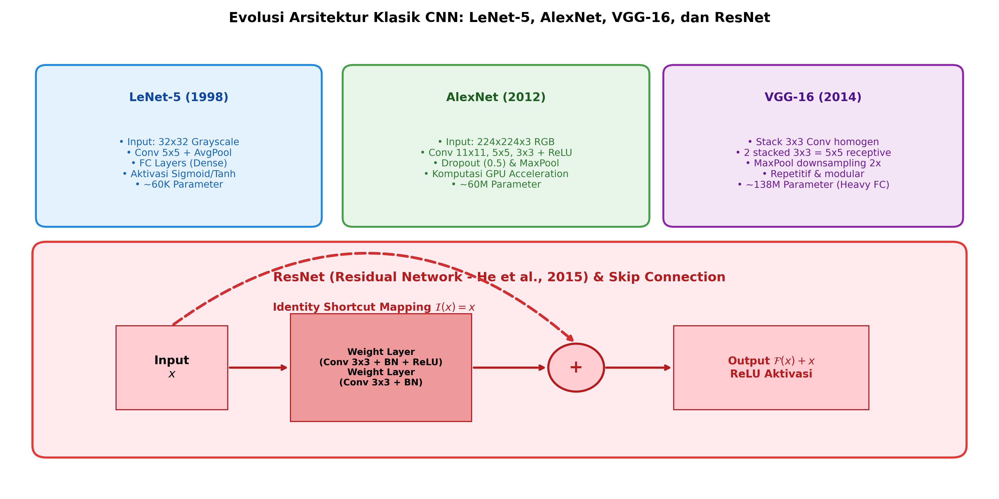 Evolusi Arsitektur Klasik CNN: LeNet-5, AlexNet, VGG-16, dan ResNet
LeNet-5 (1998)
• Input: 32x32 Grayscale
• Conv 5x5 + AvgPool
• FC Layers (Dense)
• Aktivasi Sigmoid/Tanh
• ~60K Parameter
AlexNet (2012)
• Input: 224x224x3 RGB
• Conv 11x11, 5x5, 3x3 + ReLU
• Dropout (0.5) & MaxPool
• Komputasi GPU Acceleration
• ~60M Parameter
VGG-16 (2014)
• Stack 3x3 Conv homogen
• 2 stacked 3x3 = 5x5 receptive
• MaxPool downsampling 2x
• Repetitif & modular
• ~138M Parameter (Heavy FC)
ResNet (Residual Network - He et al., 2015) & Skip Connection
Identity Shortcut Mapping ℐ(x) = x
Input
x
Weight Layer
(Conv 3x3 + BN + ReLU)
Weight Layer
(Conv 3x3 + BN)
+
Output ℱ(x) + x
ReLU Aktivasi